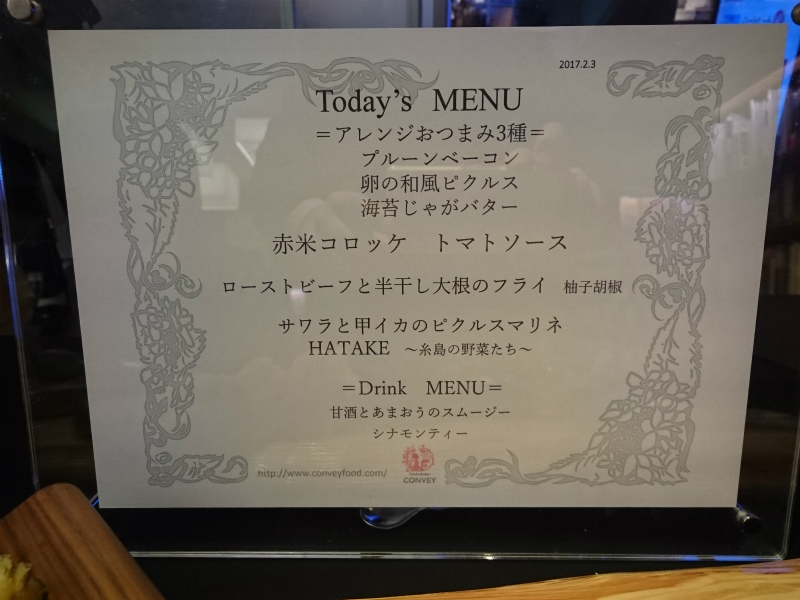 2017.2.3
Today's MENU
＝アレンジおつまみ3種＝
プルーンベーコン
卵の和風ピクルス
海苔じゃがバター
赤米コロッケ　トマトソース
ローストビーフと半干し大根のフライ　柚子胡椒
サワラと甲イカのピクルスマリネ
HATAKE　～糸島の野菜たち～
＝Drink　MENU＝
甘酒とあまおうのスムージー
シナモンティー
http://www.conveyfood.com/
CONVEY